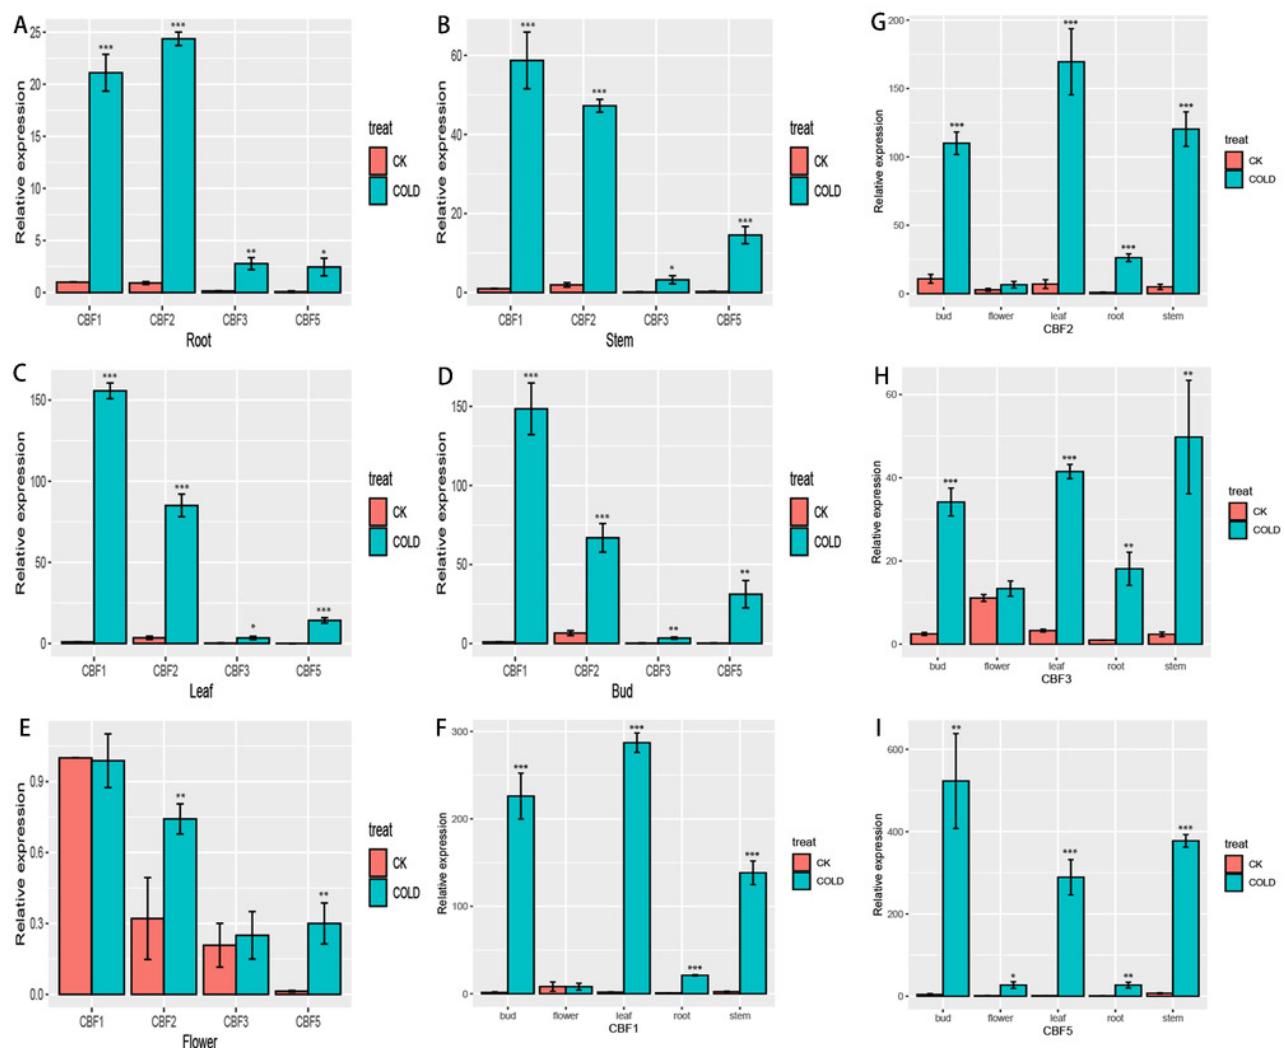 A
Relative expression
25
20
15
10
5
0
***
***
**
*
CBF1 CBF2 CBF3 CBF5
Root
treat
CK
COLD
B
Relative expression
60
40
20
0
***
***
*
***
CBF1 CBF2 CBF3 CBF5
Stem
treat
CK
COLD
G
Relative expression
200
150
100
50
0
***
***
***
***
bud flower leaf root stem
CBF2
treat
CK
COLD
C
Relative expression
150
100
50
0
***
***
*
***
CBF1 CBF2 CBF3 CBF5
Leaf
treat
CK
COLD
D
Relative expression
150
100
50
0
***
***
**
**
CBF1 CBF2 CBF3 CBF5
Bud
treat
CK
COLD
H
Relative expression
60
40
20
0
***
***
**
**
bud flower leaf root stem
CBF3
treat
CK
COLD
E
Relative expression
0.9
0.6
0.3
0.0
**
**
CBF1 CBF2 CBF3 CBF5
Flower
treat
CK
COLD
F
Relative expression
300
200
100
0
***
***
***
***
bud flower leaf root stem
CBF1
treat
CK
COLD
I
Relative expression
600
400
200
0
**
*
***
**
***
bud flower leaf root stem
CBF5
treat
CK
COLD